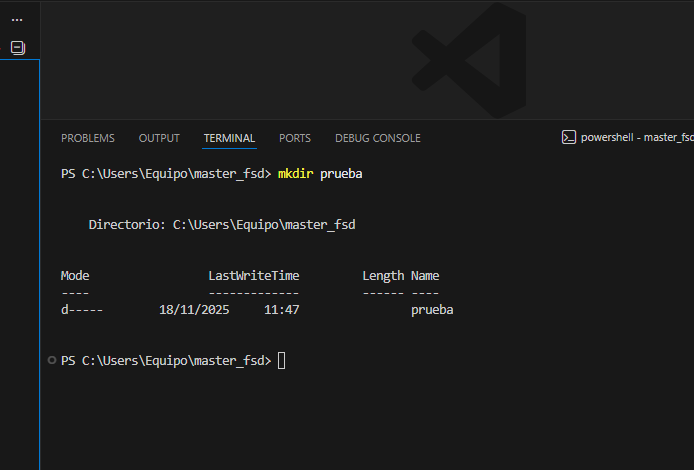 ...
PROBLEMS OUTPUT TERMINAL PORTS DEBUG CONSOLE powershell - master_fsd
PS C:\Users\Equipo\master_fsd> mkdir prueba
Directorio: C:\Users\Equipo\master_fsd
Mode LastWriteTime Length Name
---- ------------- ------ ----
d----- 18/11/2025 11:47 prueba
PS C:\Users\Equipo\master_fsd>